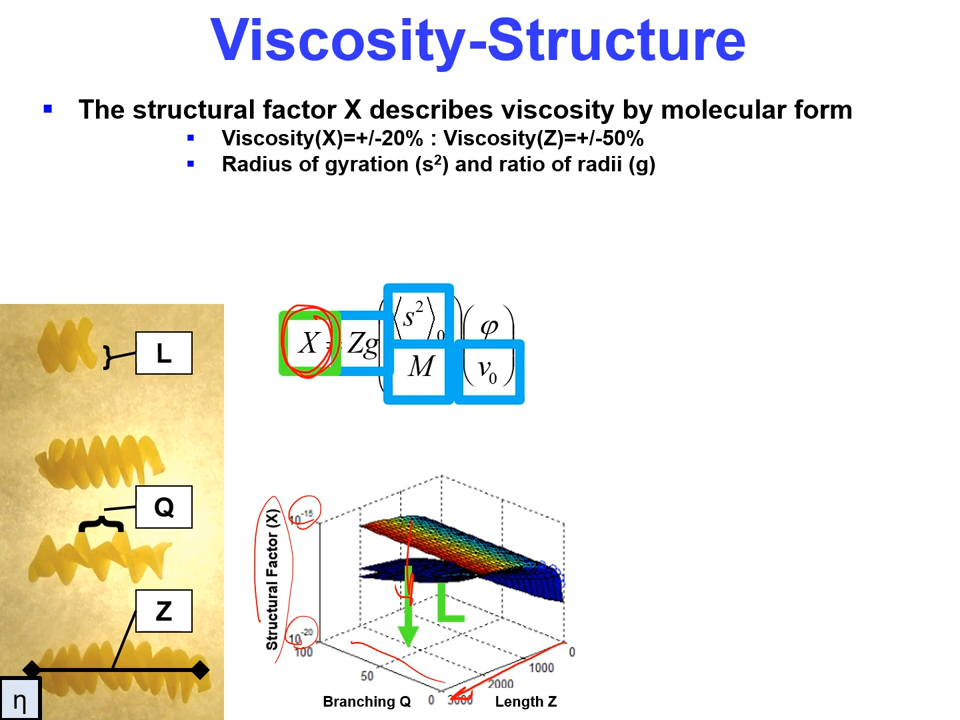 Viscosity-Structure
The structural factor X describes viscosity by molecular form
Viscosity(X)=+/-20% : Viscosity(Z)=+/-50%
Radius of gyration (s²) and ratio of radii (g)
X = Zg (⟨s²⟩₀ / M) (φ / v₀)
L
Q
Z
η
Structural Factor (X)
10⁻¹⁵
10⁻²⁰
L
100
50
0
3000
2000
1000
0
Branching Q
Length Z